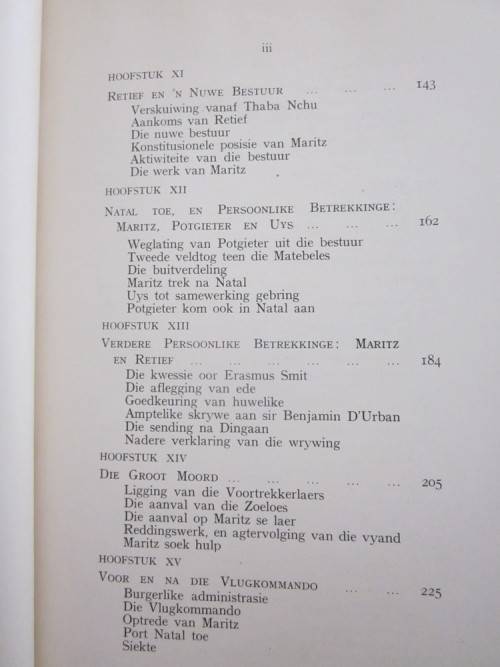 iii
HOOFSTUK XI
RETIEF EN 'N NUWE BESTUUR ... ... ... 143
Verskuiwing vanaf Thaba Nchu
Aankoms van Retief
Die nuwe bestuur
Konstitusionele posisie van Maritz
Aktiwiteite van die bestuur
Die werk van Maritz
HOOFSTUK XII
NATAL TOE, EN PERSOONLIKE BETREKKINGE:
MARITZ, POTGIETER EN UYS ... ... ... 162
Weglating van Potgieter uit die bestuur
Tweede veldtog teen die Matebeles
Die buitverdeling
Maritz trek na Natal
Uys tot samewerking gebring
Potgieter kom ook in Natal aan
HOOFSTUK XIII
VERDERE PERSOONLIKE BETREKKINGE: MARITZ
EN RETIEF ... ... ... ... ... ... 184
Die kwessie oor Erasmus Smit
Die aflegging van ede
Goedkeuring van huwelike
Amptelike skrywe aan sir Benjamin D'Urban
Die sending na Dingaan
Nadere verklaring van die wrywing
HOOFSTUK XIV
DIE GROOT MOORD ... ... ... ... ... 205
Ligging van die Voortrekkerlaers
Die aanval van die Zoeloes
Die aanval op Maritz se laer
Reddingswerk, en agtervolging van die vyand
Maritz soek hulp
HOOFSTUK XV
VOOR EN NA DIE VLUGKOMMANDO ... ... 225
Burgerlike administrasie
Die Vlugkommando
Optrede van Maritz
Port Natal toe
Siekte